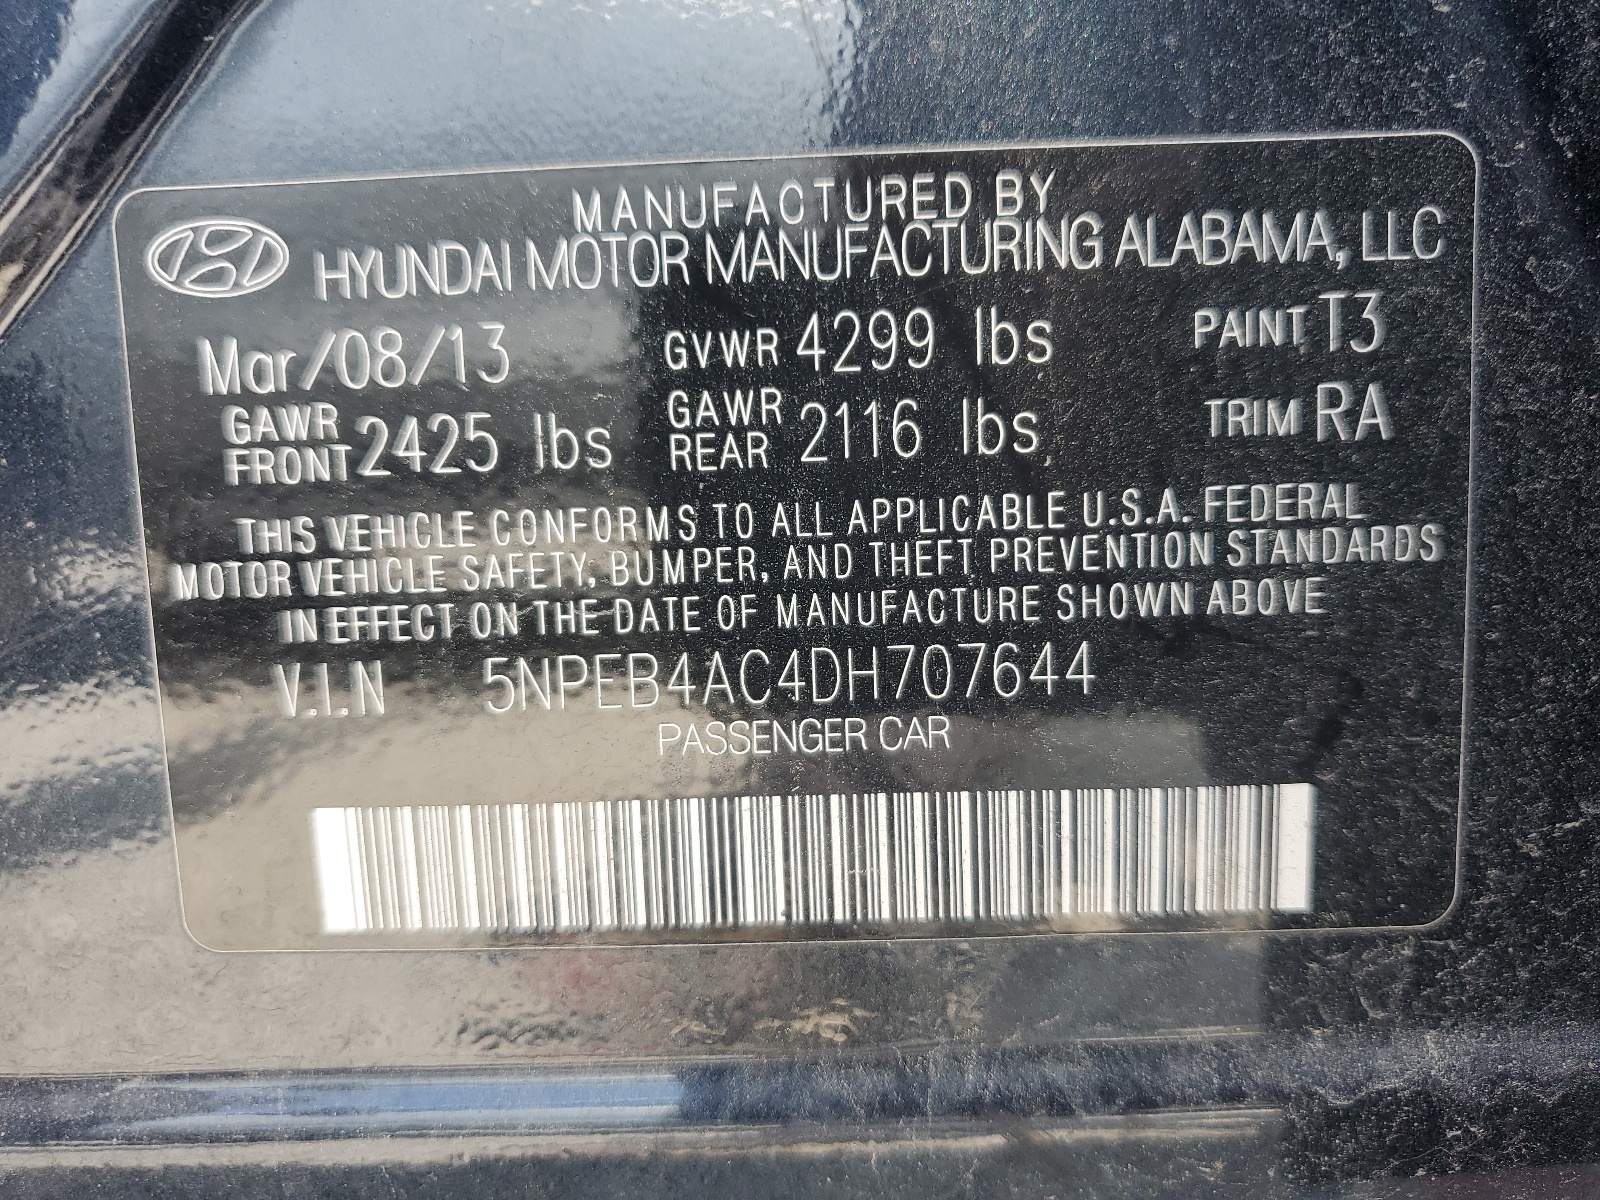 MANUFACTURED BY
HYUNDAI MOTOR MANUFACTURING ALABAMA, LLC
Mar/08/13 GVWR 4299 lbs PAINT T3
GAWR FRONT 2425 lbs GAWR REAR 2116 lbs TRIM RA
THIS VEHICLE CONFORMS TO ALL APPLICABLE U.S.A. FEDERAL
MOTOR VEHICLE SAFETY, BUMPER, AND THEFT PREVENTION STANDARDS
IN EFFECT ON THE DATE OF MANUFACTURE SHOWN ABOVE
V.I.N 5NPEB4AC4DH707644
PASSENGER CAR